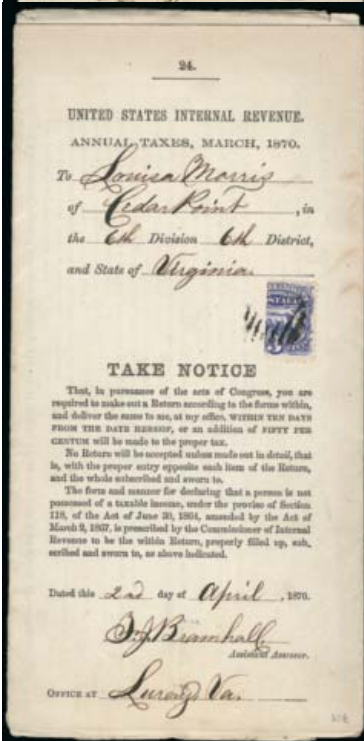 24.
UNITED STATES INTERNAL REVENUE.
ANNUAL TAXES, MARCH, 1870.
To Louisa Morris
of Cedar Point, in
the 6th Division 6th District,
and State of Virginia
TAKE NOTICE
That, in pursuance of the acts of Congress, you are
required to make out a Return according to the forms within,
and deliver the same to me, at my office, WITHIN TEN DAYS
FROM THE DATE HEREOF, or an addition of FIFTY PER
CENTUM will be made to the proper tax.
No Return will be accepted unless made out in detail, that
is, with the proper entry opposite each item of the Return,
and the whole subscribed and sworn to.
The form and manner for declaring that a person is not
possessed of a taxable income, under the proviso of Section
118, of the Act of June 30, 1864, amended by the Act of
March 2, 1867, is prescribed by the Commissioner of Internal
Revenue to be the within Return, properly filled up, sub.
scribed and sworn to, as above indicated.
Dated this 2nd day of April, 1870.
Bramhall
Assistant Assessor.
OFFICE AT Luray Va.